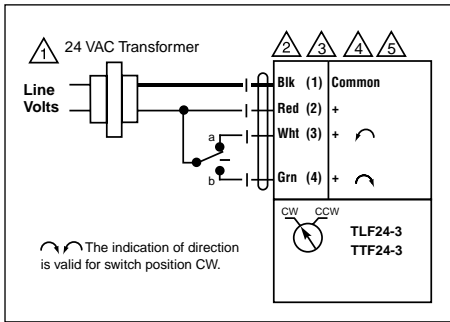 1 24 VAC Transformer
2 3 4 5
Line
Volts
Blk (1) Common
Red (2) +
a
Wht (3) +
b
Grn (4) +
CW CCW
TLF24-3
TTF24-3
The indication of direction
is valid for switch position CW.